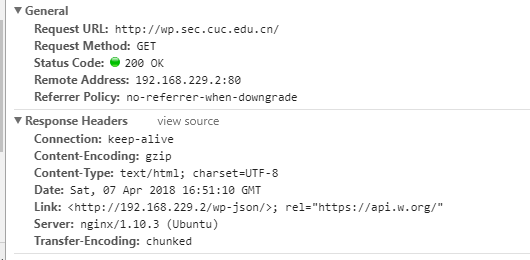 General
Request URL: http://wp.sec.cuc.edu.cn/
Request Method: GET
Status Code: 200 OK
Remote Address: 192.168.229.2:80
Referrer Policy: no-referrer-when-downgrade
Response Headers view source
Connection: keep-alive
Content-Encoding: gzip
Content-Type: text/html; charset=UTF-8
Date: Sat, 07 Apr 2018 16:51:10 GMT
Link: <http://192.168.229.2/wp-json/>; rel="https://api.w.org/"
Server: nginx/1.10.3 (Ubuntu)
Transfer-Encoding: chunked